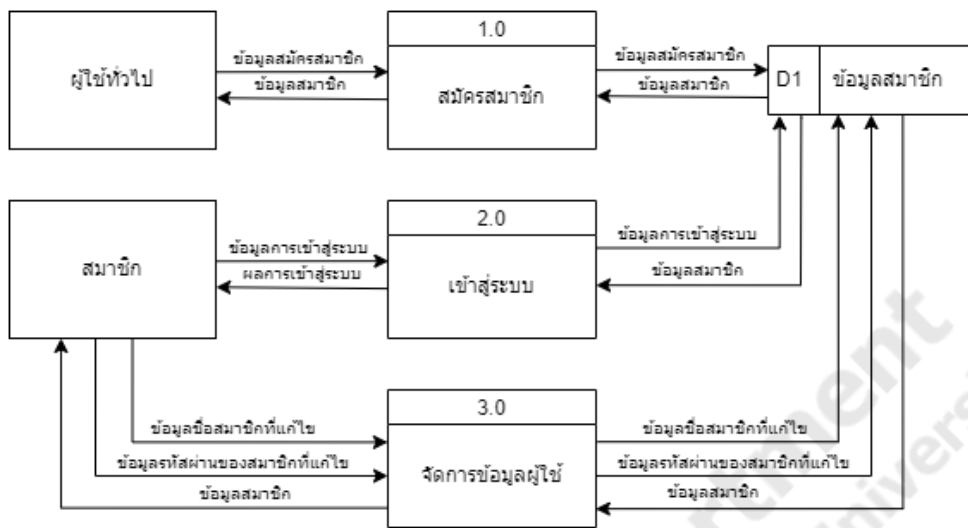 1.0
ผู้ใช้ทั่วไป
ข้อมูลสมัครสมาชิก
ข้อมูลสมาชิก
สมัครสมาชิก
ข้อมูลสมัครสมาชิก
ข้อมูลสมาชิก
D1
ข้อมูลสมาชิก
2.0
สมาชิก
ข้อมูลการเข้าสู่ระบบ
ผลการเข้าสู่ระบบ
เข้าสู่ระบบ
ข้อมูลการเข้าสู่ระบบ
ข้อมูลสมาชิก
3.0
ข้อมูลชื่อสมาชิกที่แก้ไข
ข้อมูลรหัสผ่านของสมาชิกที่แก้ไข
ข้อมูลสมาชิก
จัดการข้อมูลผู้ใช้
ข้อมูลชื่อสมาชิกที่แก้ไข
ข้อมูลรหัสผ่านของสมาชิกที่แก้ไข
ข้อมูลสมาชิก